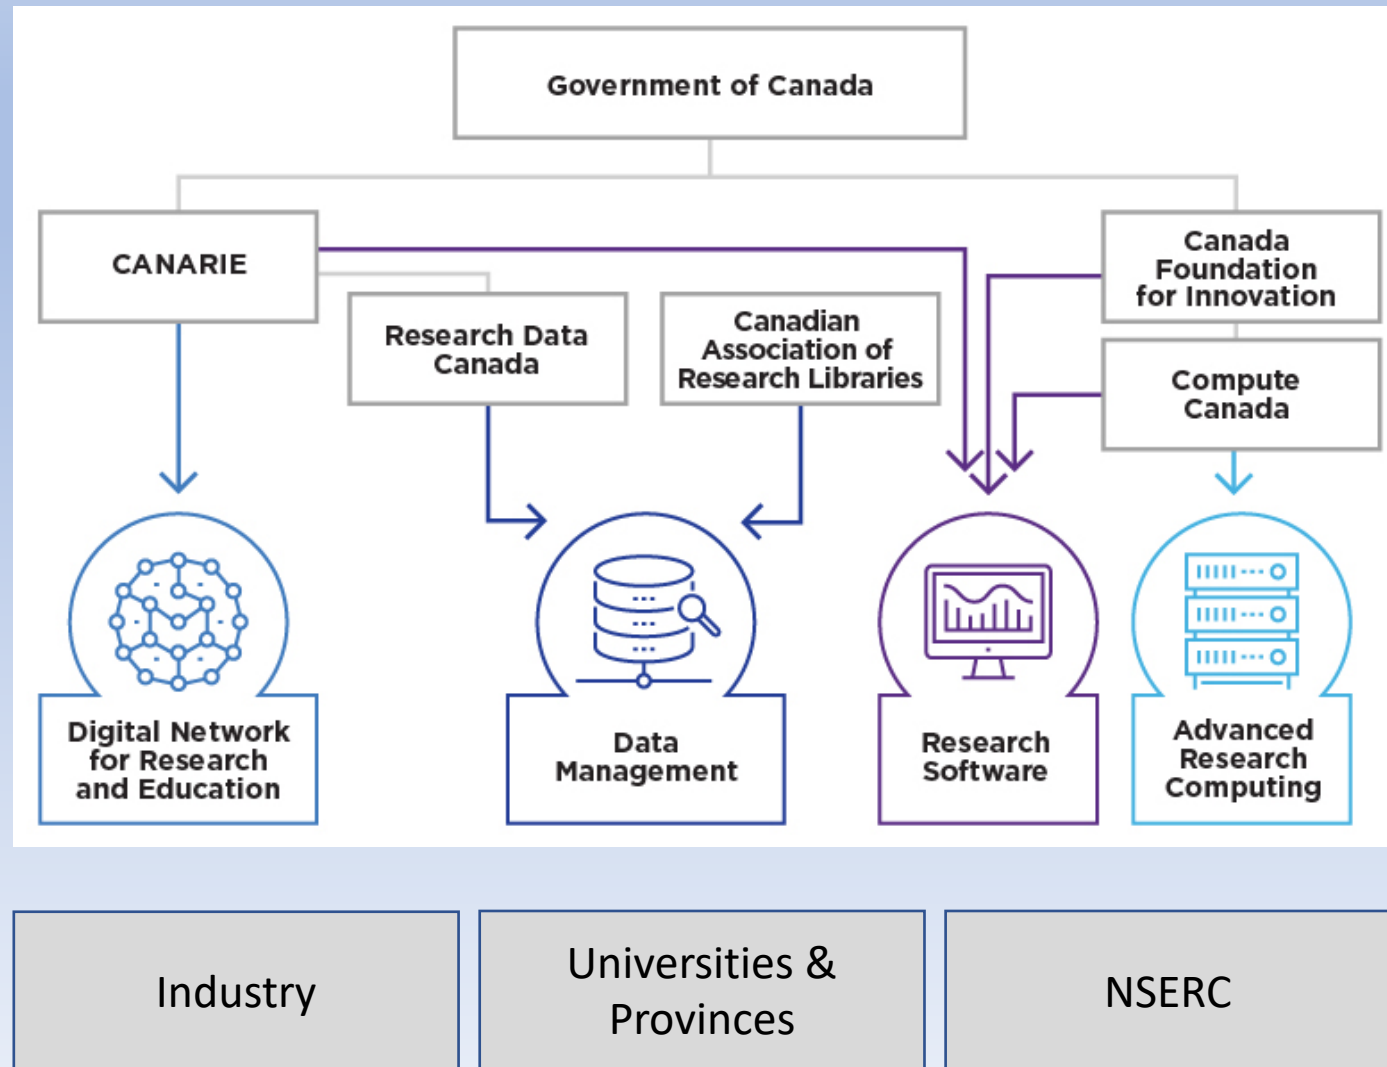 Government of Canada
CANARIE
Canada
Foundation
for Innovation
Research Data
Canada
Canadian
Association of
Research Libraries
Compute
Canada
Digital Network
for Research
and Education
Data
Management
Research
Software
Advanced
Research
Computing
Industry
Universities &
Provinces
NSERC